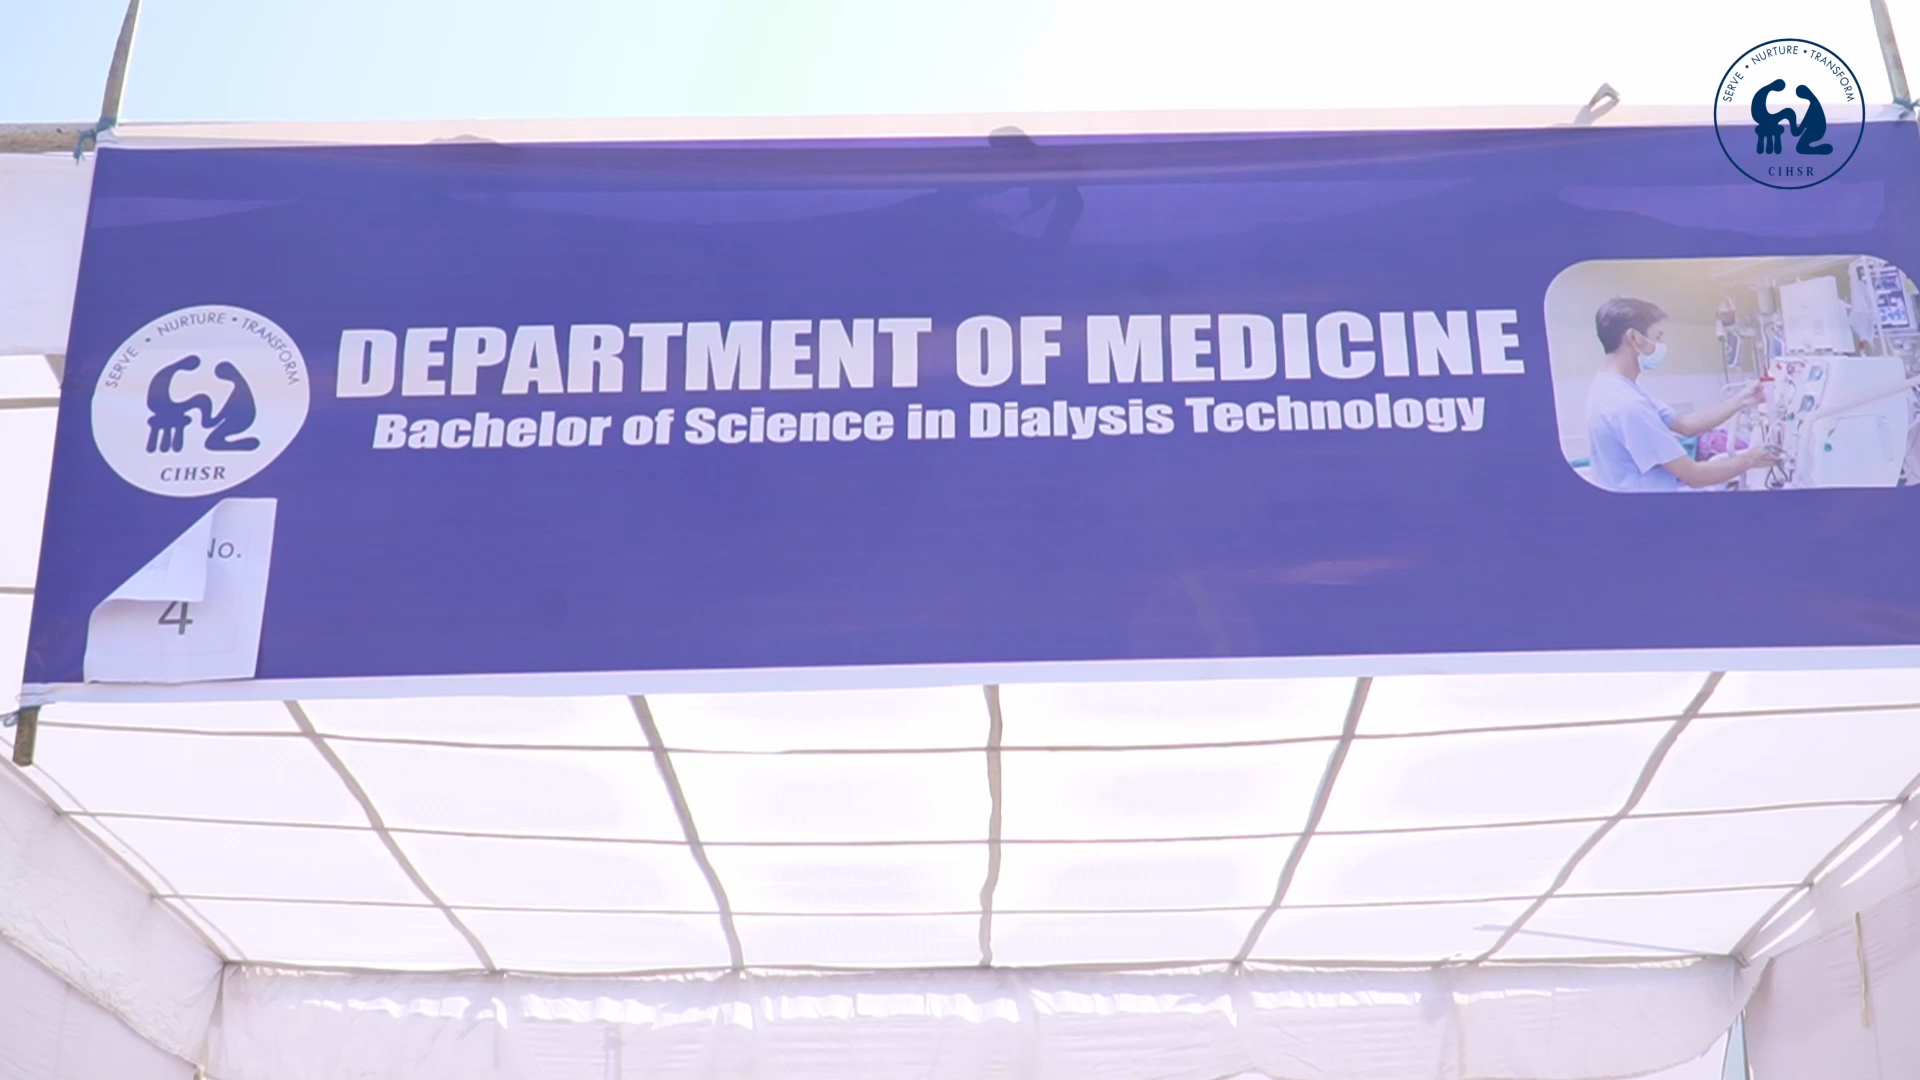 SERVE • NURTURE • TRANSFORM
CIHSR
DEPARTMENT OF MEDICINE
Bachelor of Science in Dialysis Technology
SERVE • NURTURE • TRANSFORM
CIHSR
No.
4